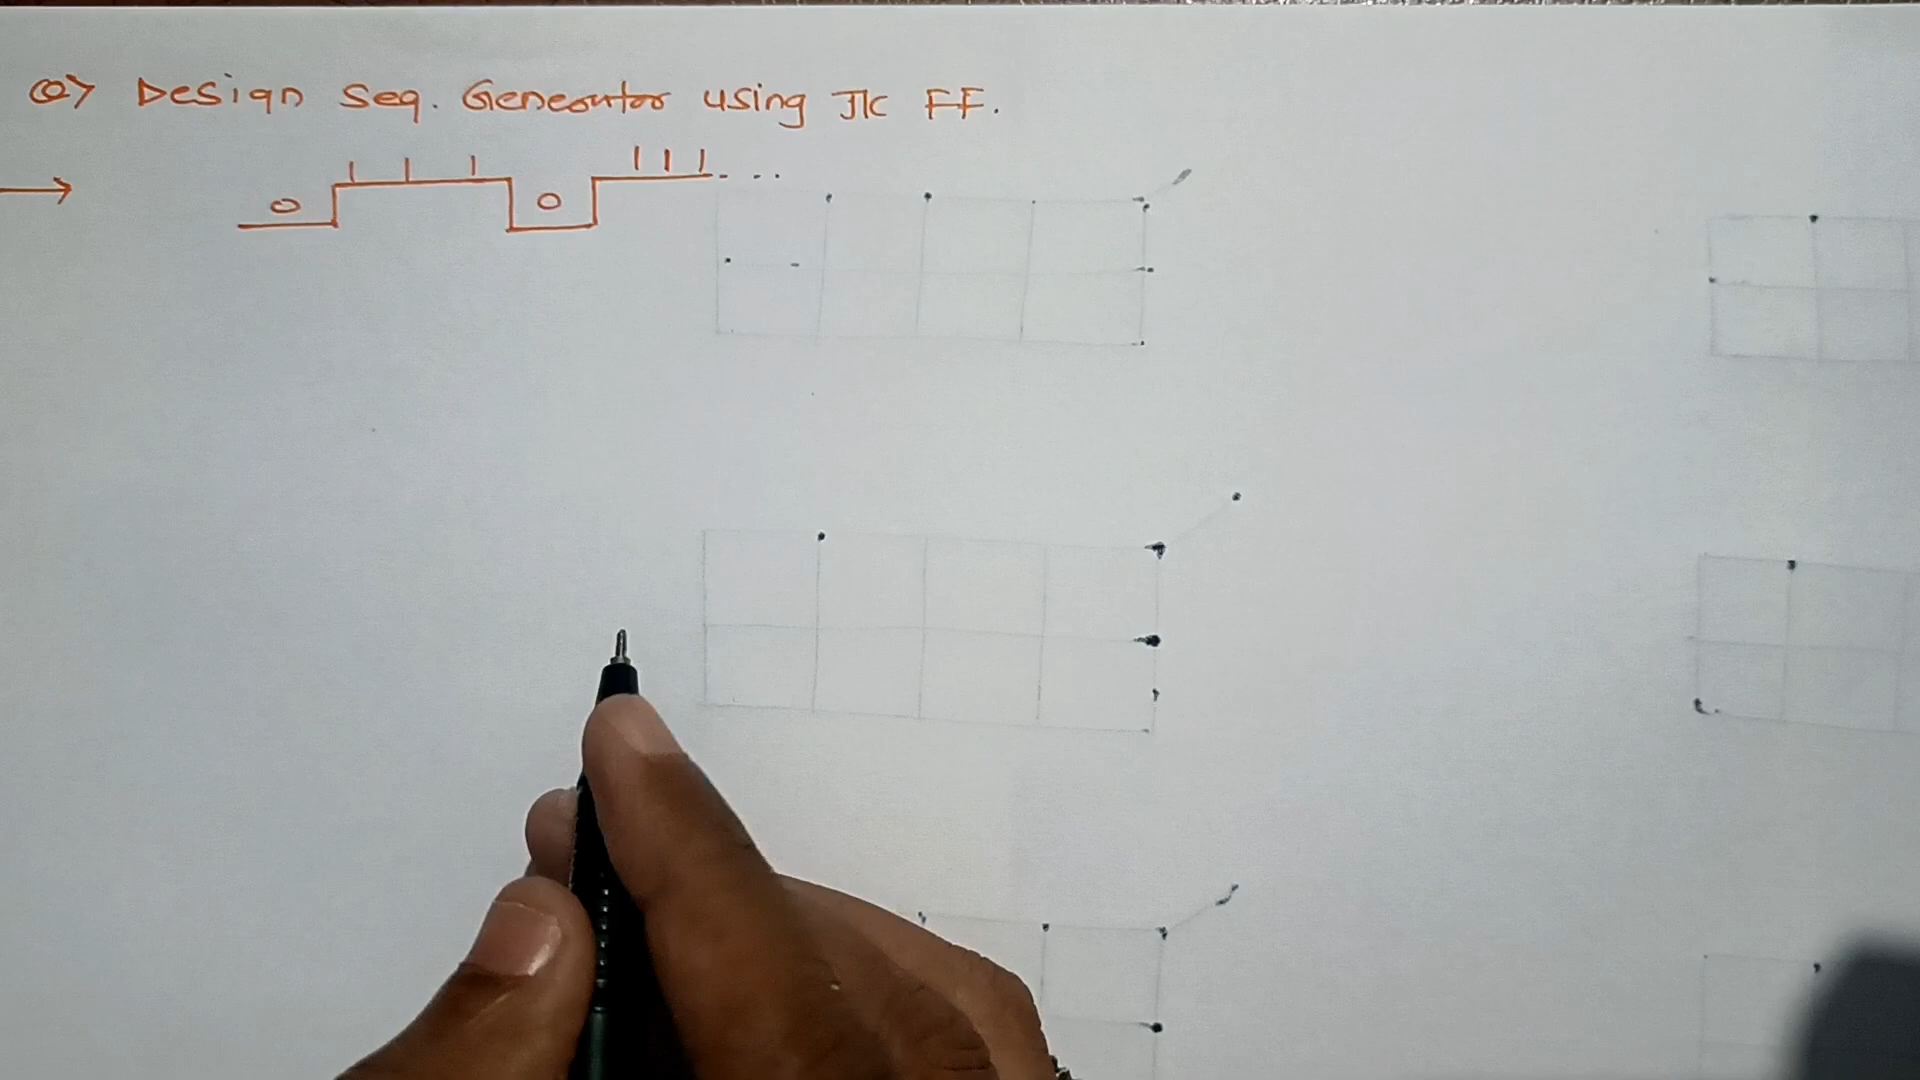 Q> Design Seq. Generator using JK FF.
→ 0 1 1 1 0 1 1 1 ...